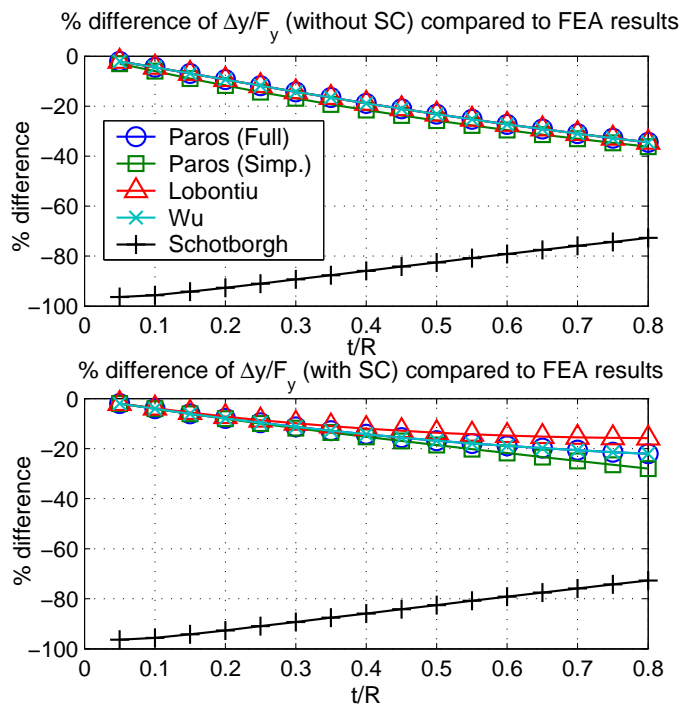 % difference of Δy/F_y (without SC) compared to FEA results
0
−20
−40
−60
−80
−100
% difference
Paros (Full)
Paros (Simp.)
Lobontiu
Wu
Schotborgh
0 0.1 0.2 0.3 0.4 0.5 0.6 0.7 0.8
t/R
% difference of Δy/F_y (with SC) compared to FEA results
0
−20
−40
−60
−80
−100
% difference
0 0.1 0.2 0.3 0.4 0.5 0.6 0.7 0.8
t/R